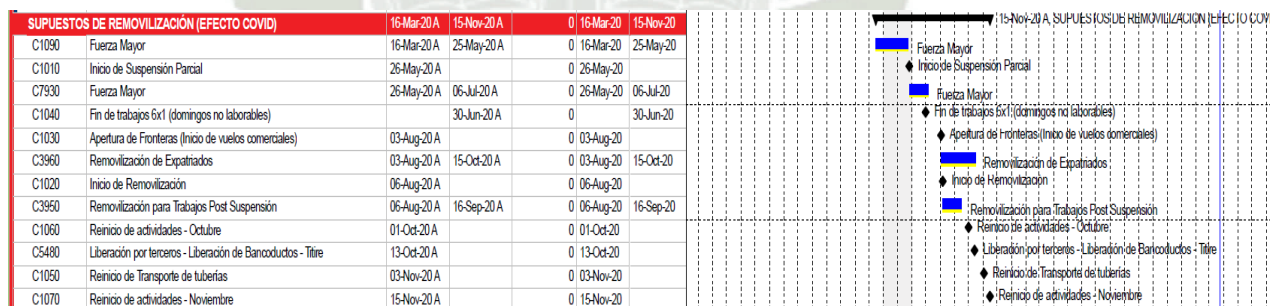 SUPUESTOS DE REMOVILIZACIÓN (EFECTO COVID) 16-Mar-20 A 15-Nov-20 A 0 16-Mar-20 15-Nov-20 15-Nov-20 A, SUPUESTOS DE REMOVILIZACIÓN (EFECTO COV
C1090 Fuerza Mayor 16-Mar-20 A 25-May-20 A 0 16-Mar-20 25-May-20 Fuerza Mayor
C1010 Inicio de Suspensión Parcial 26-May-20 A 0 26-May-20 Inicio de Suspensión Parcial
C7930 Fuerza Mayor 26-May-20 A 06-Jul-20 A 0 26-May-20 06-Jul-20 Fuerza Mayor
C1040 Fin de trabajos 6x1 (domingos no laborables) 30-Jun-20 A 0 30-Jun-20 Fin de trabajos 6x1 (domingos no laborables)
C1030 Apertura de Fronteras (Inicio de vuelos comerciales) 03-Aug-20 A 0 03-Aug-20 Apertura de Fronteras (Inicio de vuelos comerciales)
C3960 Removilización de Expatriados 03-Aug-20 A 15-Oct-20 A 0 03-Aug-20 15-Oct-20 Removilización de Expatriados
C1020 Inicio de Removilización 06-Aug-20 A 0 06-Aug-20 Inicio de Removilización
C3950 Removilización para Trabajos Post Suspensión 06-Aug-20 A 16-Sep-20 A 0 06-Aug-20 16-Sep-20 Removilización para Trabajos Post Suspensión
C1060 Reinicio de actividades - Octubre 01-Oct-20 A 0 01-Oct-20 Reinicio de actividades - Octubre
C5480 Liberación por terceros - Liberación de Bancoductos - Titire 13-Oct-20 A 0 13-Oct-20 Liberación por terceros - Liberación de Bancoductos - Titire
C1050 Reinicio de Transporte de tuberias 03-Nov-20 A 0 03-Nov-20 Reinicio de Transporte de tuberias
C1070 Reinicio de actividades - Noviembre 15-Nov-20 A 0 15-Nov-20 Reinicio de actividades - Noviembre